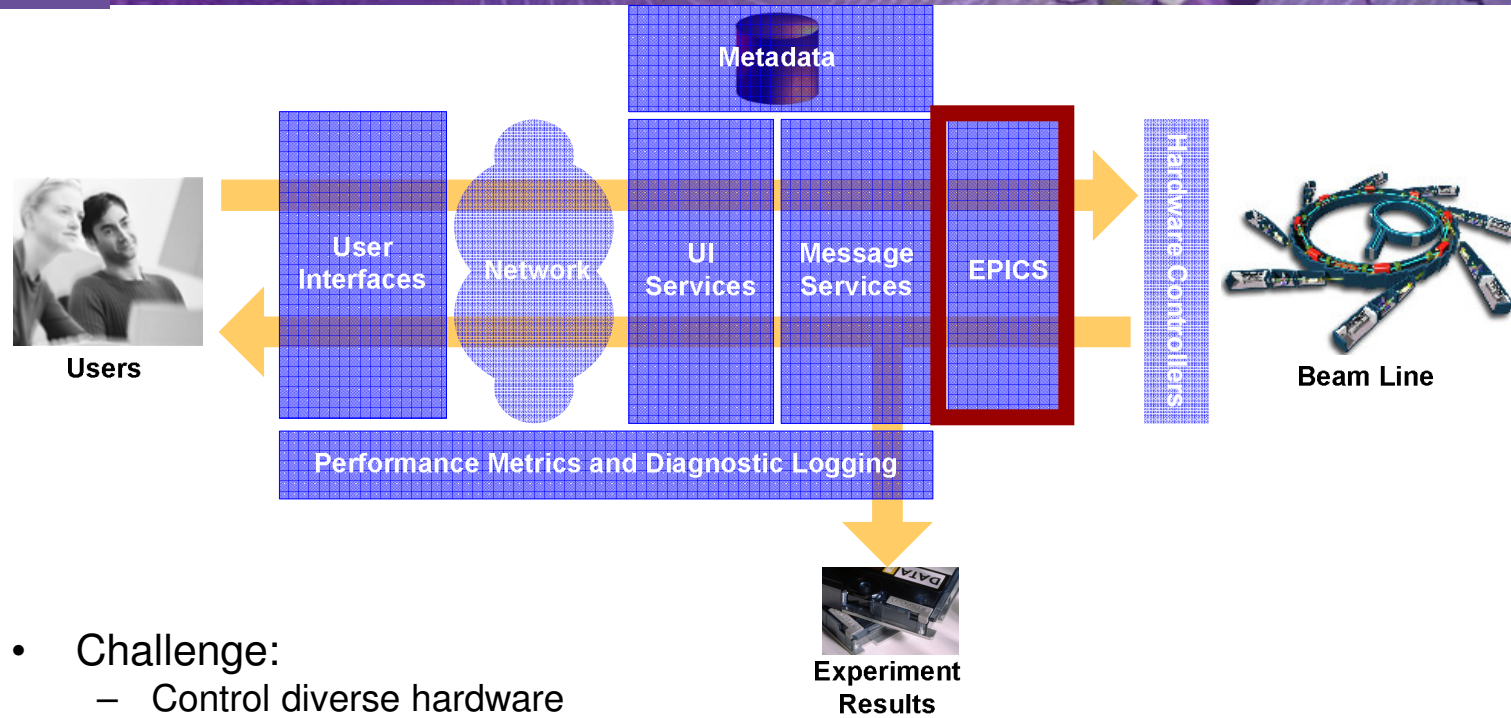 Metadata
User
Interfaces
Network
UI
Services
Message
Services
EPICS
Hardware Controllers
Users
Beam Line
Performance Metrics and Diagnostic Logging
DATA
Experiment
Results
• Challenge:
– Control diverse hardware